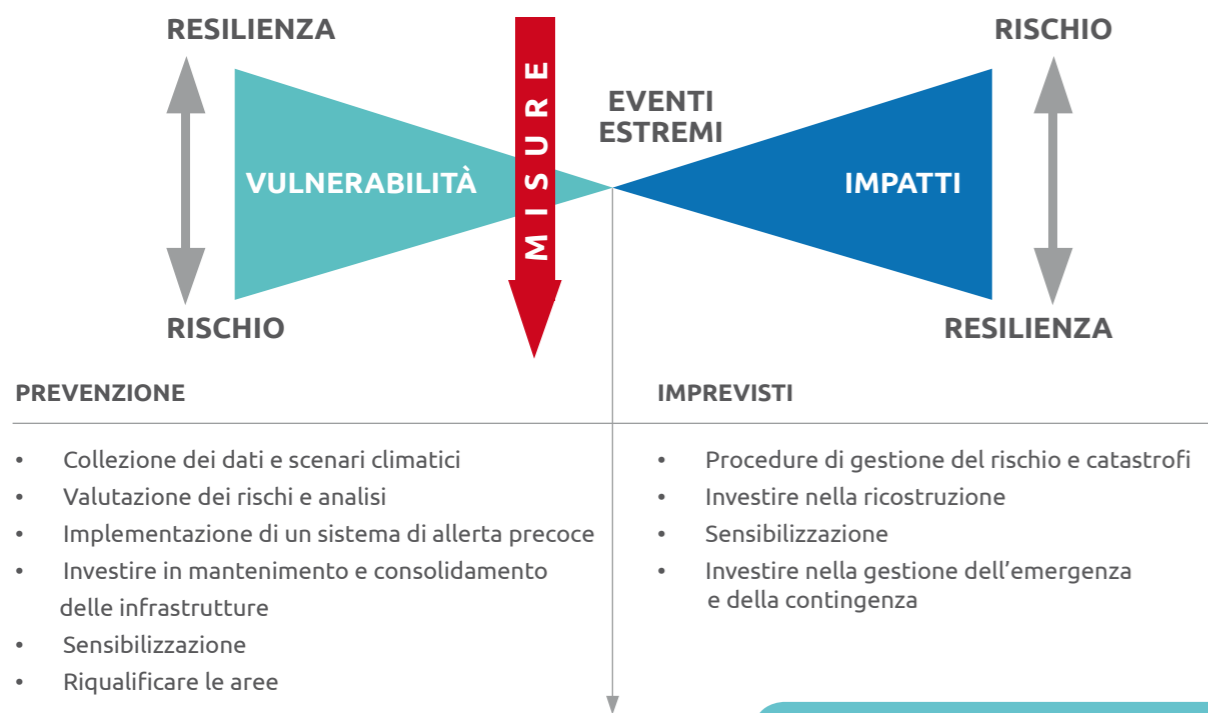 RESILIENZA
RISCHIO
MISURE
EVENTI
ESTREMI
VULNERABILITÀ
IMPATTI
RISCHIO
RESILIENZA
PREVENZIONE
• Collezione dei dati e scenari climatici
• Valutazione dei rischi e analisi
• Implementazione di un sistema di allerta precoce
• Investire in mantenimento e consolidamento
delle infrastrutture
• Sensibilizzazione
• Riqualificare le aree
IMPREVISTI
• Procedure di gestione del rischio e catastrofi
• Investire nella ricostruzione
• Sensibilizzazione
• Investire nella gestione dell’emergenza
e della contingenza